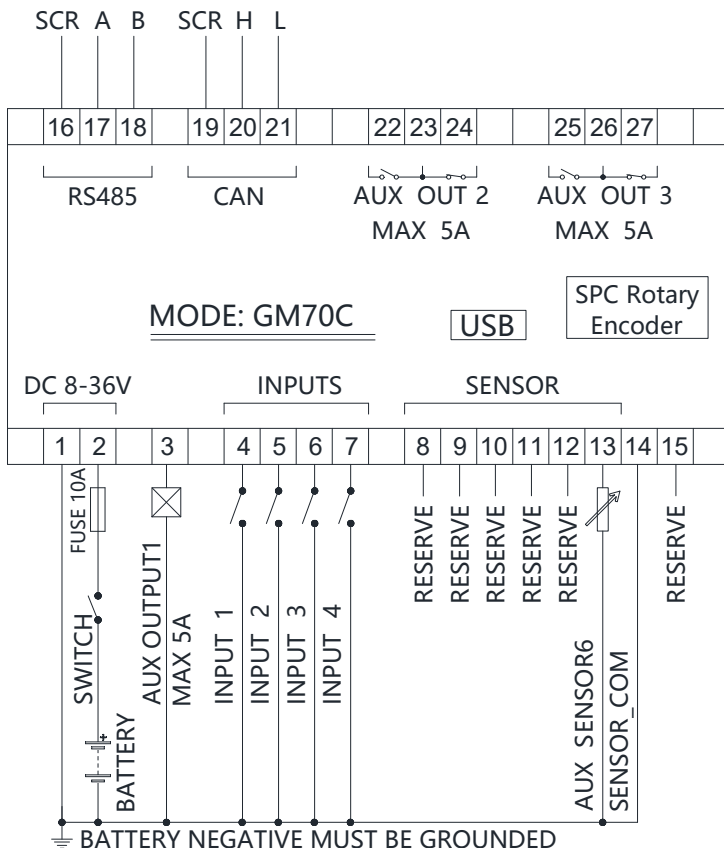 SCR A B SCR H L
16 17 18 19 20 21 22 23 24 25 26 27
RS485 CAN AUX OUT 2 AUX OUT 3
MAX 5A MAX 5A
MODE: GM70C
USB
SPC Rotary
Encoder
DC 8-36V INPUTS SENSOR
1 2 3 4 5 6 7 8 9 10 11 12 13 14 15
FUSE 10A
SWITCH
+
BATTERY
AUX OUTPUT1
MAX 5A
INPUT 1
INPUT 2
INPUT 3
INPUT 4
RESERVE
RESERVE
RESERVE
RESERVE
RESERVE
AUX SENSOR6
SENSOR_COM
RESERVE
BATTERY NEGATIVE MUST BE GROUNDED